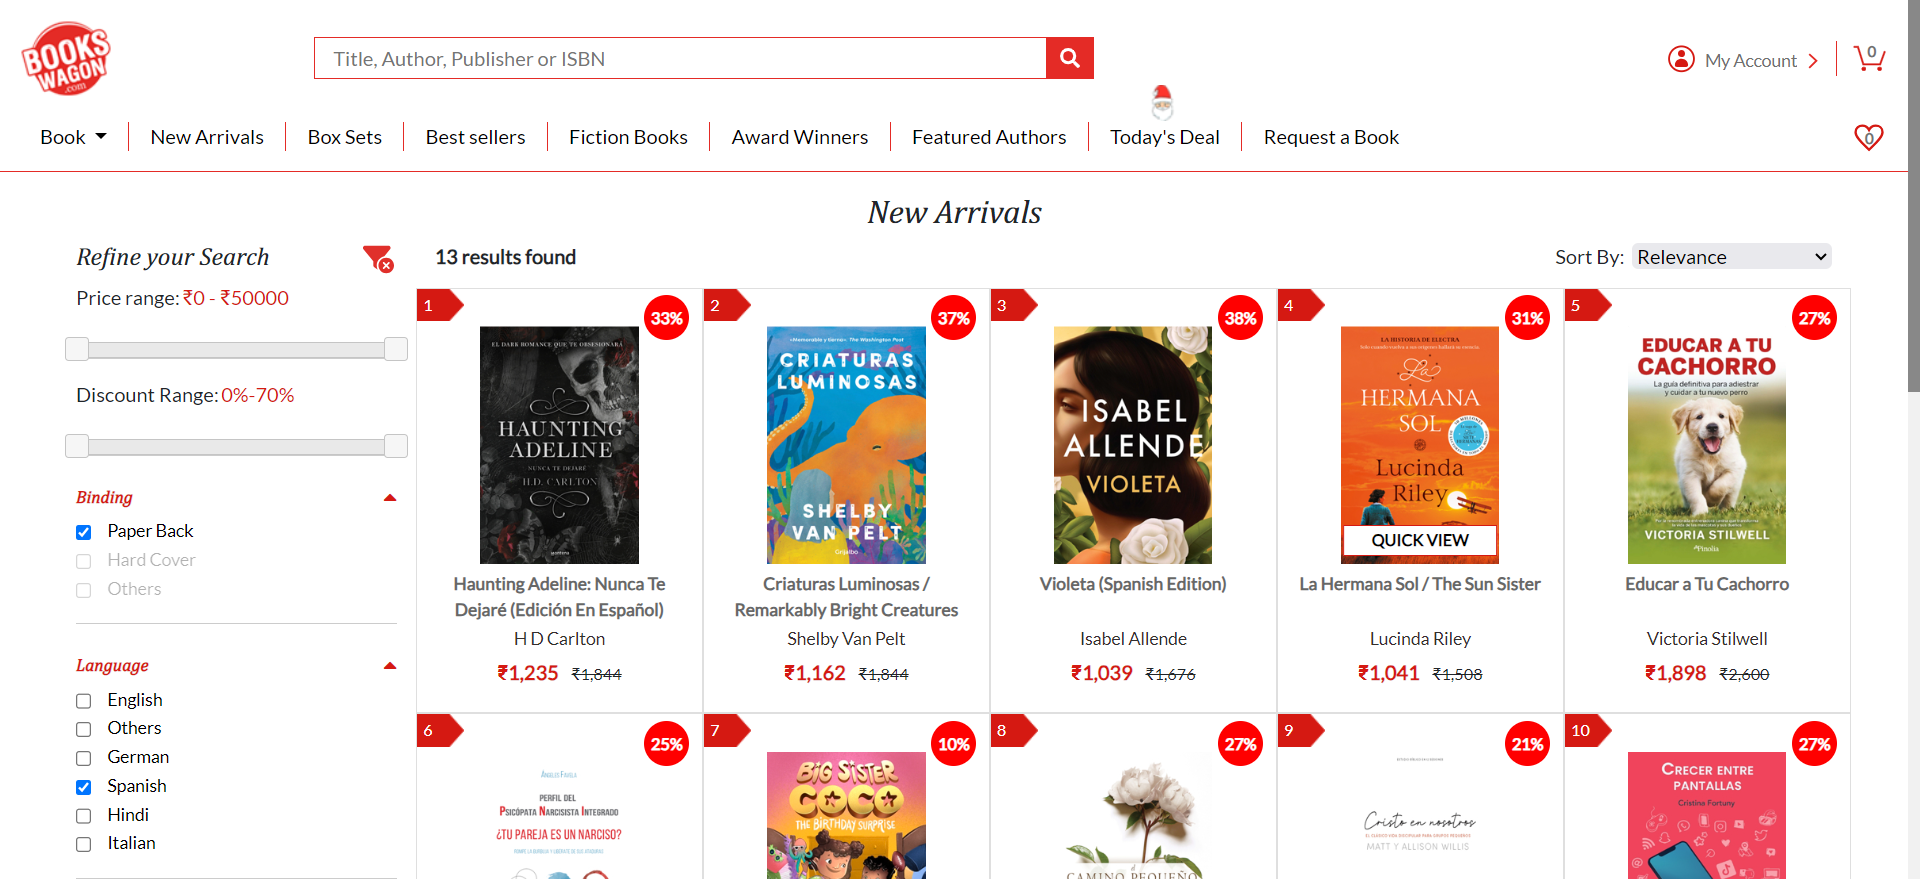 BOOKS
WAGON
.com
Title, Author, Publisher or ISBN
My Account
0
Book
New Arrivals
Box Sets
Best sellers
Fiction Books
Award Winners
Featured Authors
Today's Deal
Request a Book
0
New Arrivals
Refine your Search
13 results found
Sort By: Relevance
Price range: ₹0 - ₹50000
Discount Range: 0%-70%
Binding
Paper Back
Hard Cover
Others
Language
English
Others
German
Spanish
Hindi
Italian
1
33%
EL DARK ROMANCE QUE TE OBSESIONARÁ
HAUNTING
ADELINE
NUNCA TE DEJARÉ
H.D. CARLTON
Haunting Adeline: Nunca Te
Dejaré (Edición En Español)
H D Carlton
₹1,235 ₹1,844
2
37%
«Memorable y tierno». The Washington Post
CRIATURAS
LUMINOSAS
SHELBY
VAN PELT
Grijalbo
Criaturas Luminosas /
Remarkably Bright Creatures
Shelby Van Pelt
₹1,162 ₹1,844
3
38%
ISABEL
ALLENDE
VIOLETA
Violeta (Spanish Edition)
Isabel Allende
₹1,039 ₹1,676
4
31%
LA HISTORIA DE ELECTRA
La
HERMANA
SOL
Lucinda
Riley
QUICK VIEW
La Hermana Sol / The Sun Sister
Lucinda Riley
₹1,041 ₹1,508
5
27%
EDUCAR A TU
CACHORRO
La guía definitiva para adiestrar
y cuidar a tu nuevo perro
VICTORIA STILWELL
Pinolia
Educar a Tu Cachorro
Victoria Stilwell
₹1,898 ₹2,600
6
25%
PERFIL DEL
PSICÓPATA NARCISISTA INTEGRADO
¿TU PAREJA ES UN NARCISO?
7
10%
BIG SISTER
COCO
THE BIRTHDAY SURPRISE
8
27%
CAMINO PEQUEÑO
9
21%
Cristo en nosotros
MATT Y ALLISON WILLIS
10
27%
CRECER ENTRE
PANTALLAS
Cristina Fortuny